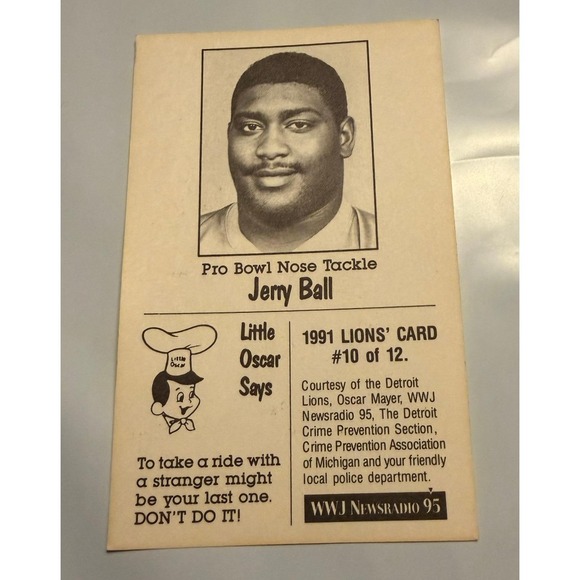 Pro Bowl Nose Tackle
Jerry Ball
Little Oscar
Little
Oscar
Says
To take a ride with
a stranger might
be your last one.
DON'T DO IT!
1991 LIONS' CARD
#10 of 12.
Courtesy of the Detroit
Lions, Oscar Mayer, WWJ
Newsradio 95, The Detroit
Crime Prevention Section,
Crime Prevention Association
of Michigan and your friendly
local police department.
WWJ NEWSRADIO 95